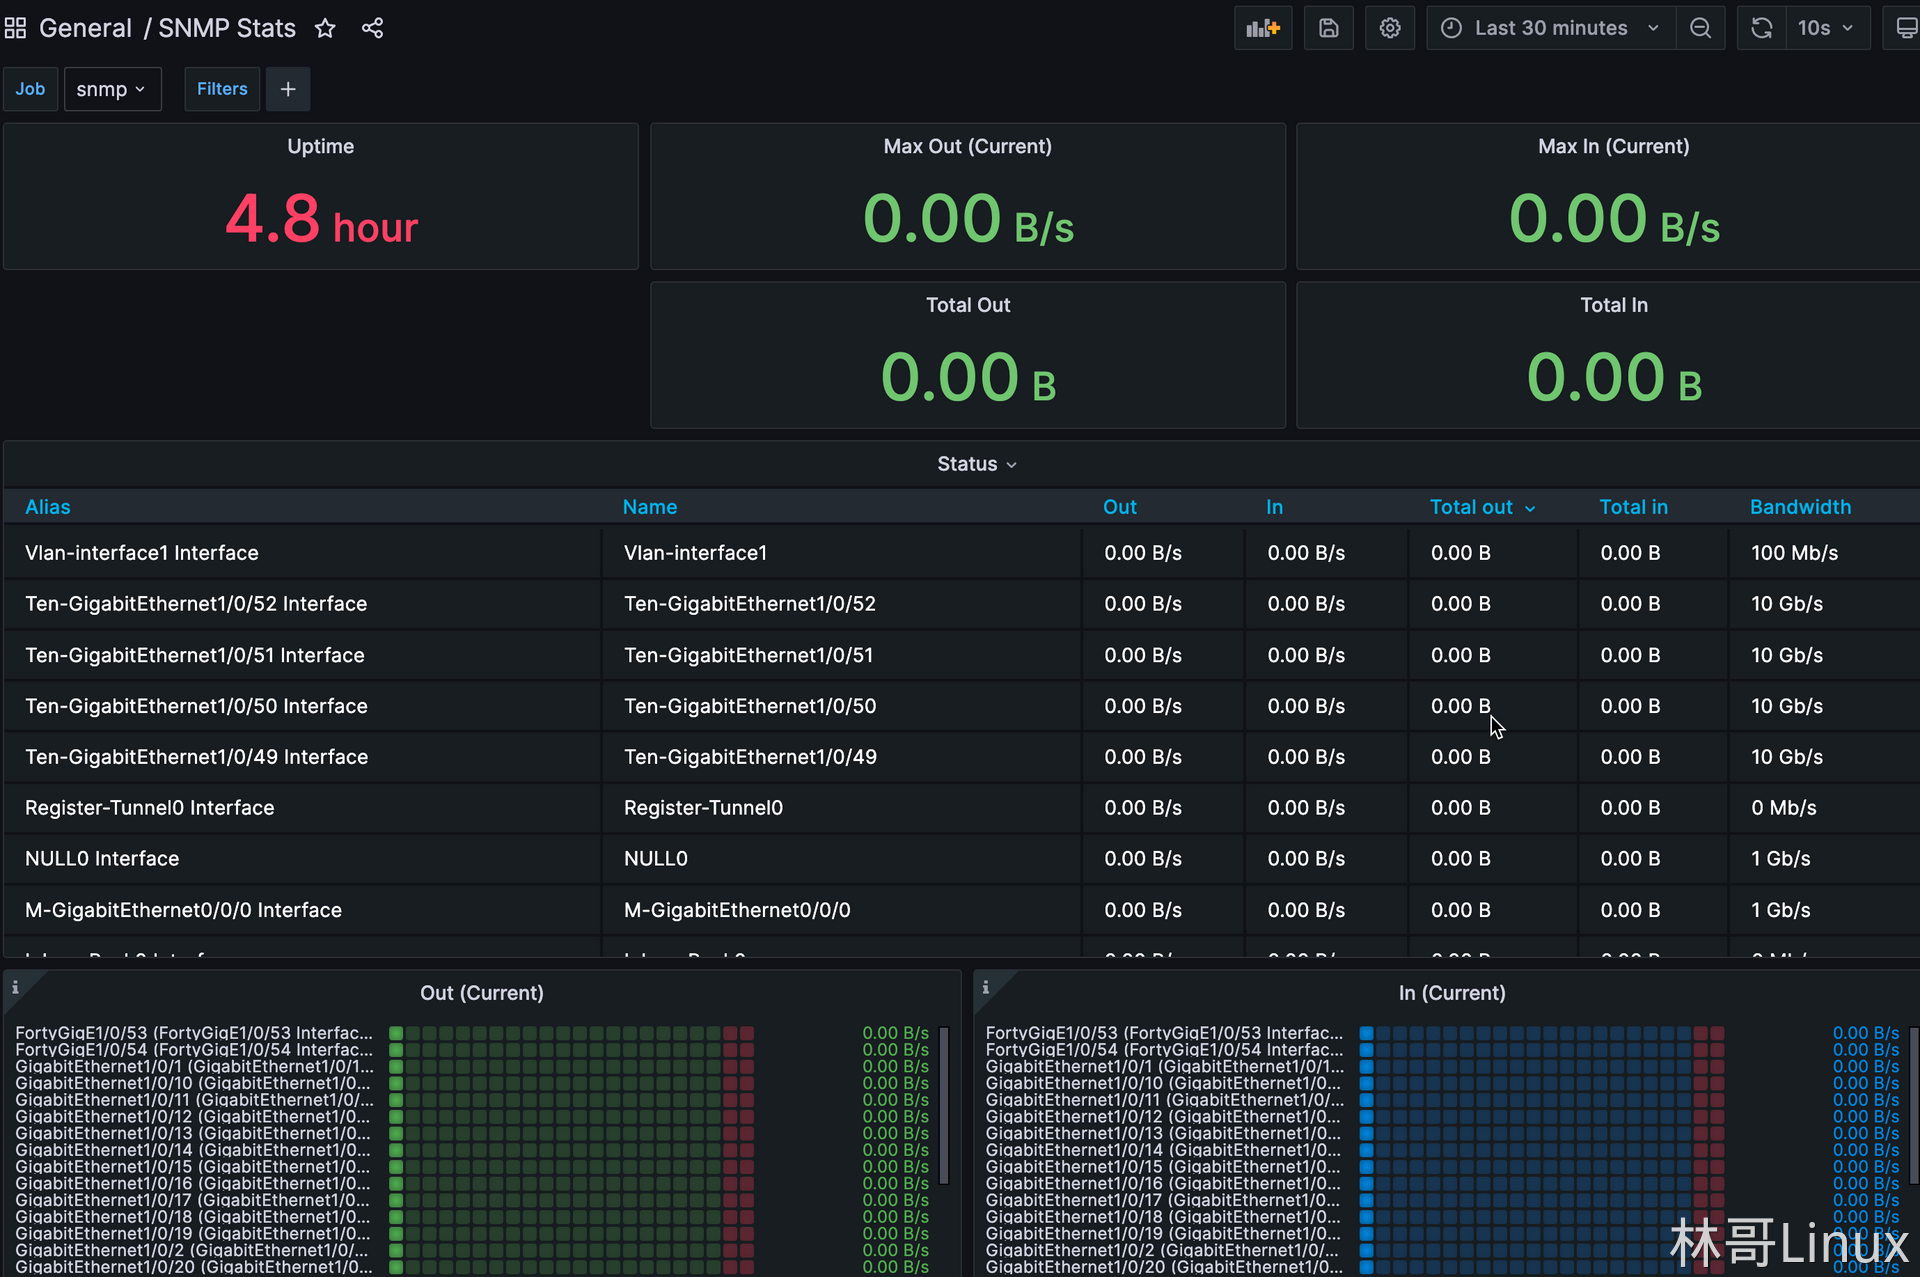 General / SNMP Stats
Last 30 minutes
10s
Job
snmp
Filters
+
Uptime
4.8 hour
Max Out (Current)
0.00 B/s
Max In (Current)
0.00 B/s
Total Out
0.00 B
Total In
0.00 B
Status
Alias Name Out In Total out Total in Bandwidth
Vlan-interface1 Interface Vlan-interface1 0.00 B/s 0.00 B/s 0.00 B 0.00 B 100 Mb/s
Ten-GigabitEthernet1/0/52 Interface Ten-GigabitEthernet1/0/52 0.00 B/s 0.00 B/s 0.00 B 0.00 B 10 Gb/s
Ten-GigabitEthernet1/0/51 Interface Ten-GigabitEthernet1/0/51 0.00 B/s 0.00 B/s 0.00 B 0.00 B 10 Gb/s
Ten-GigabitEthernet1/0/50 Interface Ten-GigabitEthernet1/0/50 0.00 B/s 0.00 B/s 0.00 B 0.00 B 10 Gb/s
Ten-GigabitEthernet1/0/49 Interface Ten-GigabitEthernet1/0/49 0.00 B/s 0.00 B/s 0.00 B 0.00 B 10 Gb/s
Register-Tunnel0 Interface Register-Tunnel0 0.00 B/s 0.00 B/s 0.00 B 0.00 B 0 Mb/s
NULL0 Interface NULL0 0.00 B/s 0.00 B/s 0.00 B 0.00 B 1 Gb/s
M-GigabitEthernet0/0/0 Interface M-GigabitEthernet0/0/0 0.00 B/s 0.00 B/s 0.00 B 0.00 B 1 Gb/s
i
Out (Current)
FortyGigE1/0/53 (FortyGigE1/0/53 Interfac... 0.00 B/s
FortyGigE1/0/54 (FortyGigE1/0/54 Interfac... 0.00 B/s
GigabitEthernet1/0/1 (GigabitEthernet1/0/1... 0.00 B/s
GigabitEthernet1/0/10 (GigabitEthernet1/0... 0.00 B/s
GigabitEthernet1/0/11 (GigabitEthernet1/0/... 0.00 B/s
GigabitEthernet1/0/12 (GigabitEthernet1/0... 0.00 B/s
GigabitEthernet1/0/13 (GigabitEthernet1/0... 0.00 B/s
GigabitEthernet1/0/14 (GigabitEthernet1/0... 0.00 B/s
GigabitEthernet1/0/15 (GigabitEthernet1/0... 0.00 B/s
GigabitEthernet1/0/16 (GigabitEthernet1/0... 0.00 B/s
GigabitEthernet1/0/17 (GigabitEthernet1/0... 0.00 B/s
GigabitEthernet1/0/18 (GigabitEthernet1/0... 0.00 B/s
GigabitEthernet1/0/19 (GigabitEthernet1/0... 0.00 B/s
GigabitEthernet1/0/2 (GigabitEthernet1/0/... 0.00 B/s
GigabitEthernet1/0/20 (GigabitEthernet1/0... 0.00 B/s
i
In (Current)
FortyGigE1/0/53 (FortyGigE1/0/53 Interfac... 0.00 B/s
FortyGigE1/0/54 (FortyGigE1/0/54 Interfac... 0.00 B/s
GigabitEthernet1/0/1 (GigabitEthernet1/0/1... 0.00 B/s
GigabitEthernet1/0/10 (GigabitEthernet1/0... 0.00 B/s
GigabitEthernet1/0/11 (GigabitEthernet1/0/... 0.00 B/s
GigabitEthernet1/0/12 (GigabitEthernet1/0... 0.00 B/s
GigabitEthernet1/0/13 (GigabitEthernet1/0... 0.00 B/s
GigabitEthernet1/0/14 (GigabitEthernet1/0... 0.00 B/s
GigabitEthernet1/0/15 (GigabitEthernet1/0... 0.00 B/s
GigabitEthernet1/0/16 (GigabitEthernet1/0... 0.00 B/s
GigabitEthernet1/0/17 (GigabitEthernet1/0... 0.00 B/s
GigabitEthernet1/0/18 (GigabitEthernet1/0... 0.00 B/s
GigabitEthernet1/0/19 (GigabitEthernet1/0... 0.00 B/s
GigabitEthernet1/0/2 (GigabitEthernet1/0/... 0.00 B/s
GigabitEthernet1/0/20 (GigabitEthernet1/0... 0.00 B/s
林哥Linux